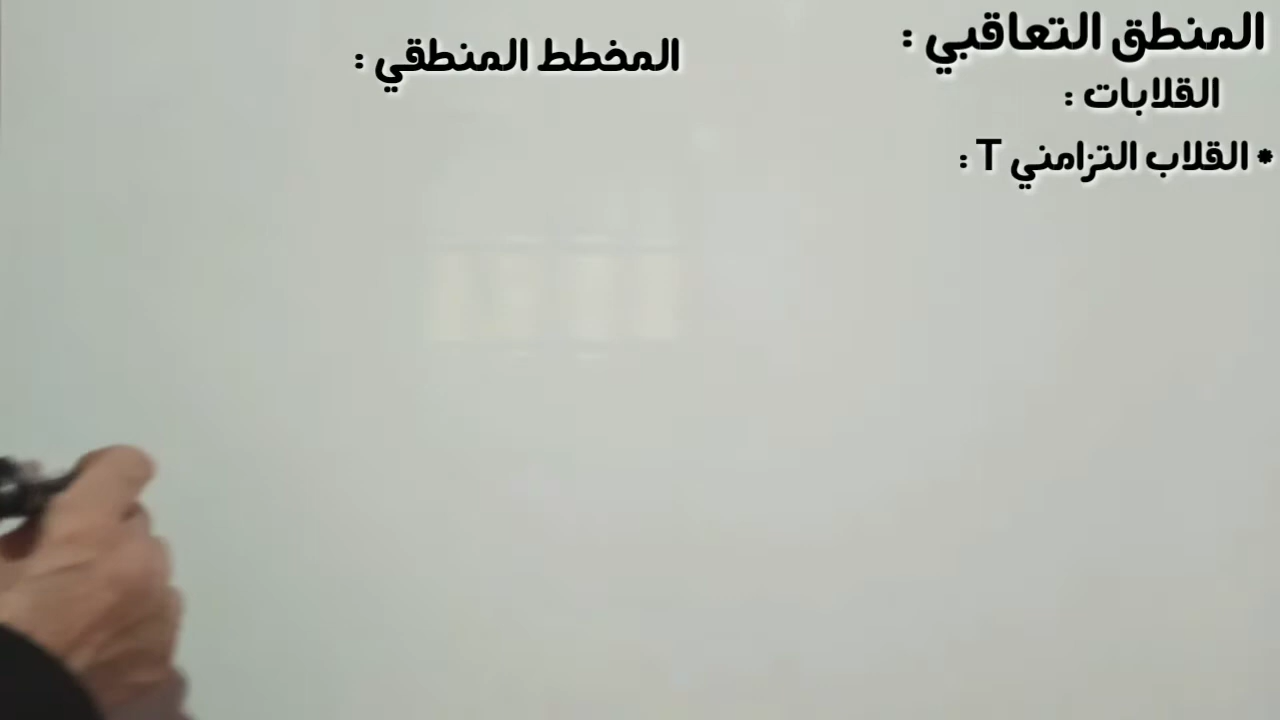 المنطق التعاقبي :
القلابات :
* القلاب التزامني T :
المخطط المنطقي :